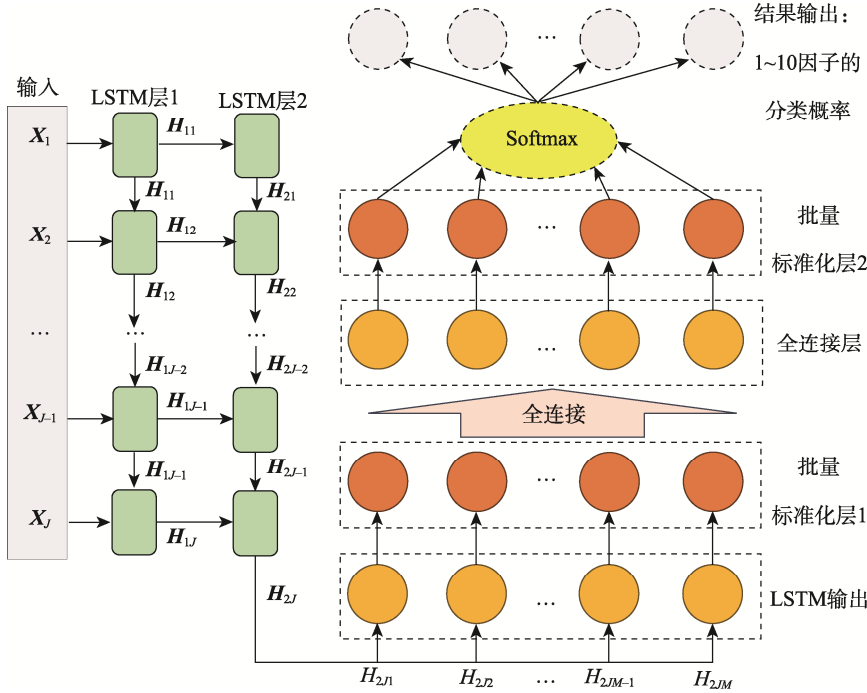 输入
LSTM层1
LSTM层2
X1
H11
H11
H21
X2
H12
H12
H22
…
…
…
H1J−2
H2J−2
XJ−1
H1J−1
H1J−1
H2J−1
XJ
H1J
H2J
结果输出：
1~10因子的
分类概率
…
Softmax
批量
标准化层2
…
全连接层
…
全连接
批量
标准化层1
…
LSTM输出
…
H2J1
H2J2
…
H2JM−1
H2JM